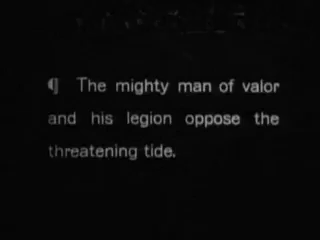 ¶ The mighty man of valor
and his legion oppose the
threatening tide.